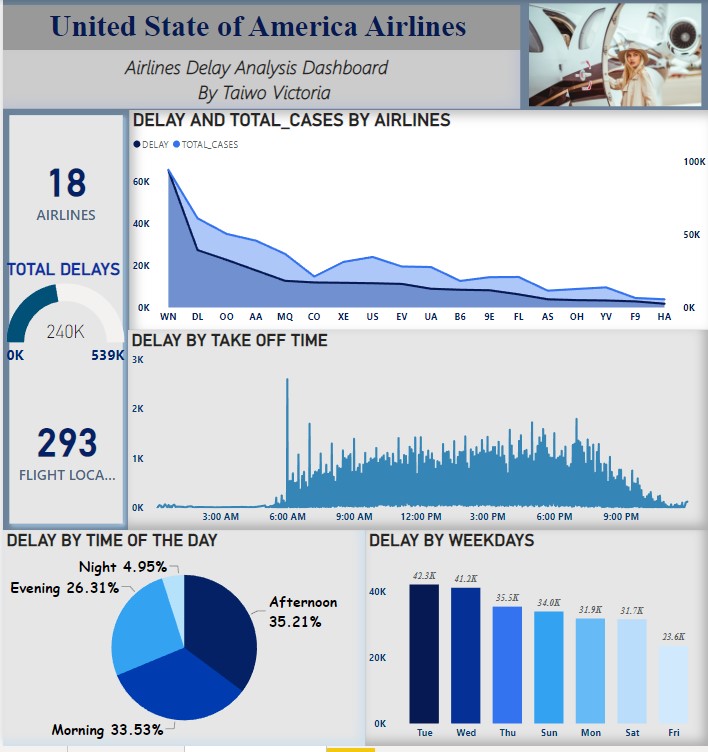 United State of America Airlines
Airlines Delay Analysis Dashboard
By Taiwo Victoria
18
AIRLINES
TOTAL DELAYS
240K
0K 539K
293
FLIGHT LOCA...
DELAY AND TOTAL_CASES BY AIRLINES
DELAY TOTAL_CASES
100K
60K
40K
50K
20K
0K 0K
WN DL OO AA MQ CO XE US EV UA B6 9E FL AS OH YV F9 HA
DELAY BY TAKE OFF TIME
3K
2K
1K
0K
3:00 AM 6:00 AM 9:00 AM 12:00 PM 3:00 PM 6:00 PM 9:00 PM
DELAY BY TIME OF THE DAY
Night 4.95%
Evening 26.31%
Afternoon
35.21%
Morning 33.53%
DELAY BY WEEKDAYS
42.3K 41.2K 35.5K 34.0K 31.9K 31.7K 23.6K
40K
20K
0K
Tue Wed Thu Sun Mon Sat Fri